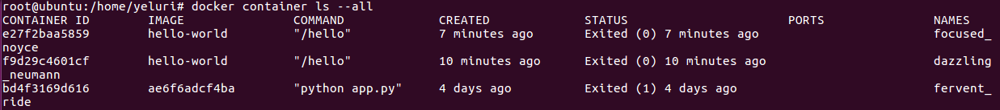 root@ubuntu:/home/yeluri# docker container ls --all
CONTAINER ID        IMAGE               COMMAND             CREATED             STATUS                      PORTS               NAMES
e27f2baa5859        hello-world         "/hello"            7 minutes ago       Exited (0) 7 minutes ago                        focused_
noyce
f9d29c4601cf        hello-world         "/hello"            10 minutes ago      Exited (0) 10 minutes ago                       dazzling
_neumann
bd4f3169d616        ae6f6adcf4ba        "python app.py"     4 days ago          Exited (1) 4 days ago                           fervent_
ride